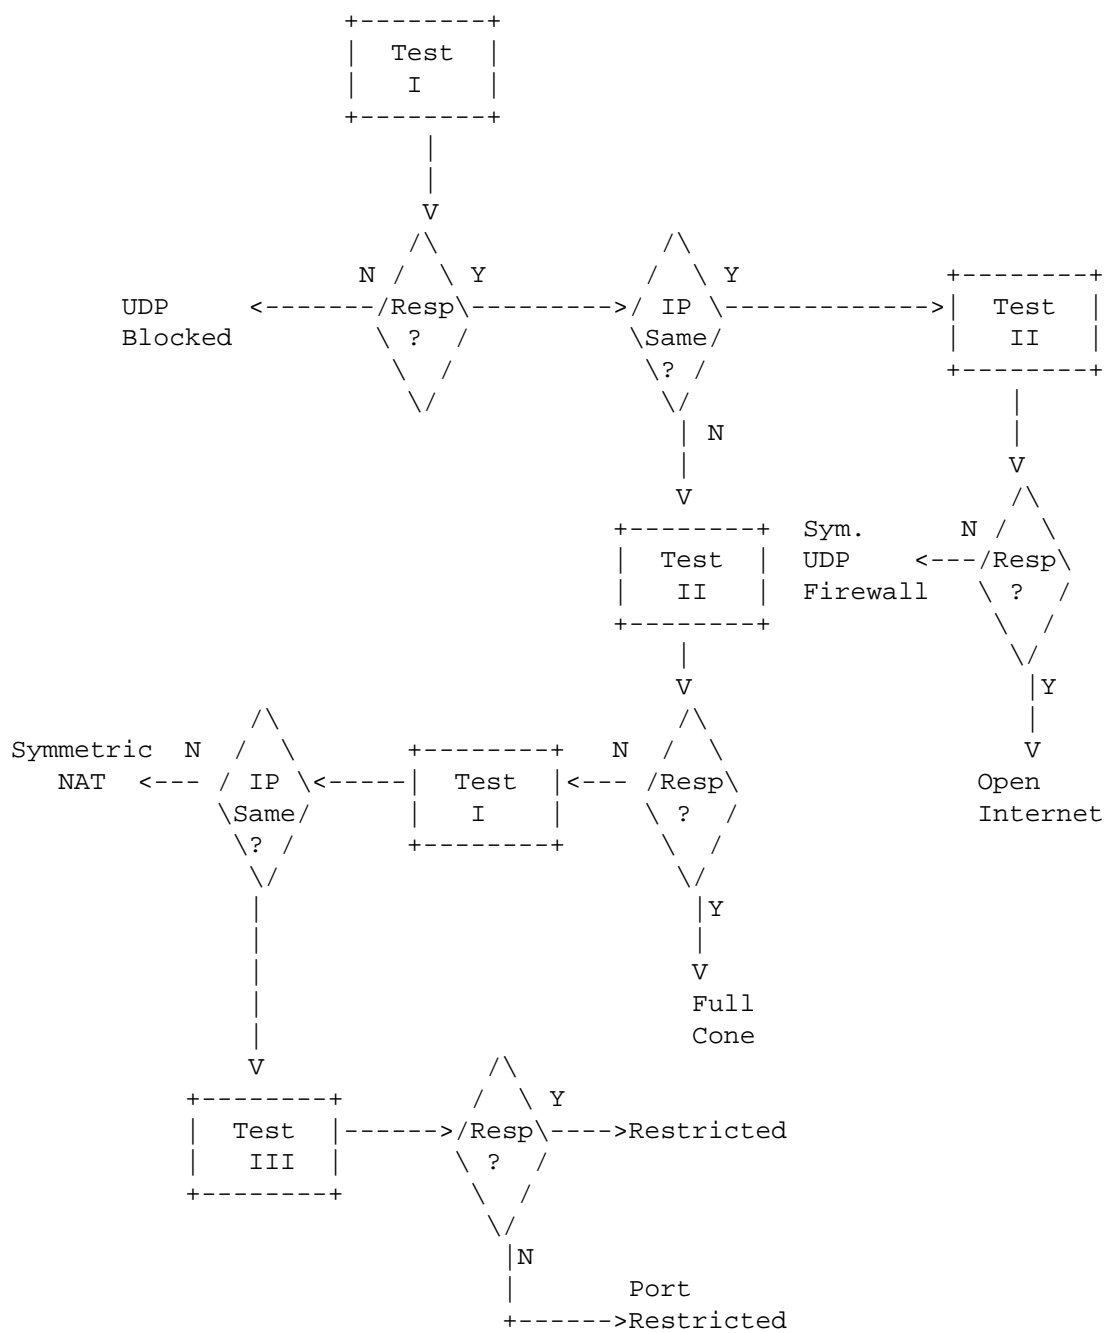 +--------+
|  Test  |
|   I    |
+--------+
|
|
V
/\              /\
N /  \ Y          /  \ Y             +--------+
UDP     <-------/Resp\--------->/ IP \------------->|  Test  |
Blocked         \ ?  /          \Same/              |   II   |
\  /            \? /               +--------+
\/              \/                    |
| N                  |
|                    V
V                    /\
+--------+  Sym.      N /  \
|  Test  |  UDP    <---/Resp\
|   II   |  Firewall   \ ?  /
+--------+              \  /
|                    \/
V                     |Y
/\                         /\                    |
Symmetric  N  /  \       +--------+   N  /  \                   V
NAT  <--- / IP \<-----|  Test  |<--- /Resp\               Open
\Same/      |   I    |     \ ?  /               Internet
\? /       +--------+      \  /
\/                         \/
|                           |Y
|                           |
|                           V
|                           Full
|                           Cone
V              /\
+--------+        /  \ Y
|  Test  |------>/Resp\---->Restricted
|   III  |       \ ?  /
+--------+        \  /
\/
|N
|       Port
+------>Restricted